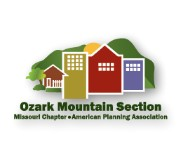 Ozark Mountain Section
Missouri Chapter • American Planning Association